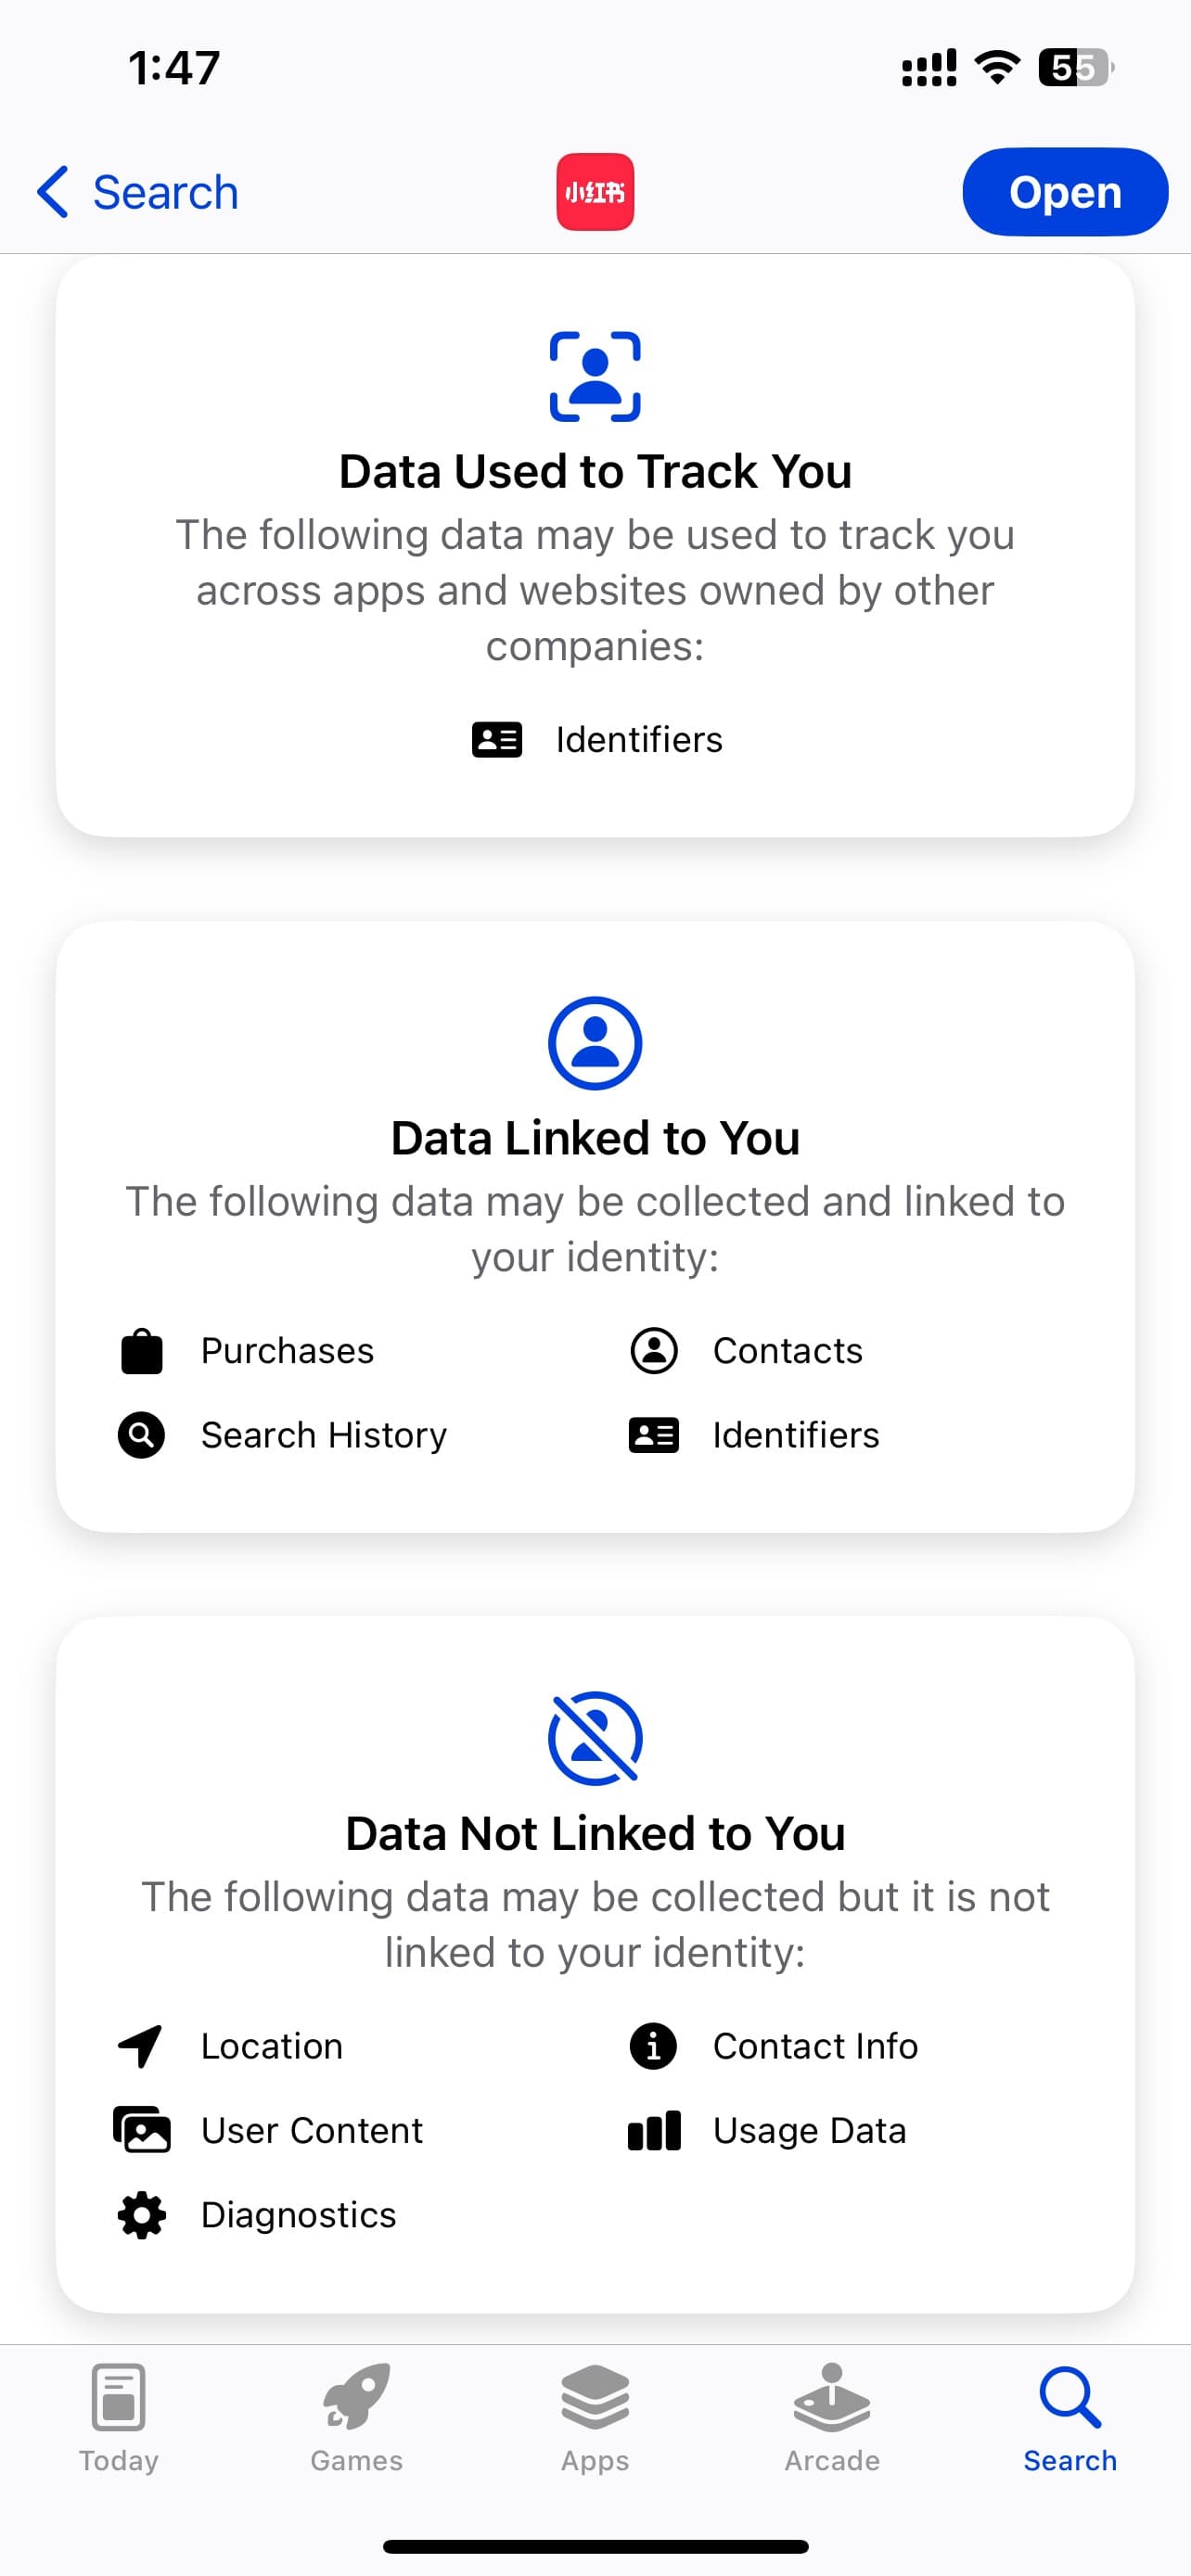 1:47
55
Search
小红书
Open
Data Used to Track You
The following data may be used to track you
across apps and websites owned by other
companies:
Identifiers
Data Linked to You
The following data may be collected and linked to
your identity:
Purchases
Contacts
Search History
Identifiers
Data Not Linked to You
The following data may be collected but it is not
linked to your identity:
Location
Contact Info
User Content
Usage Data
Diagnostics
Today
Games
Apps
Arcade
Search